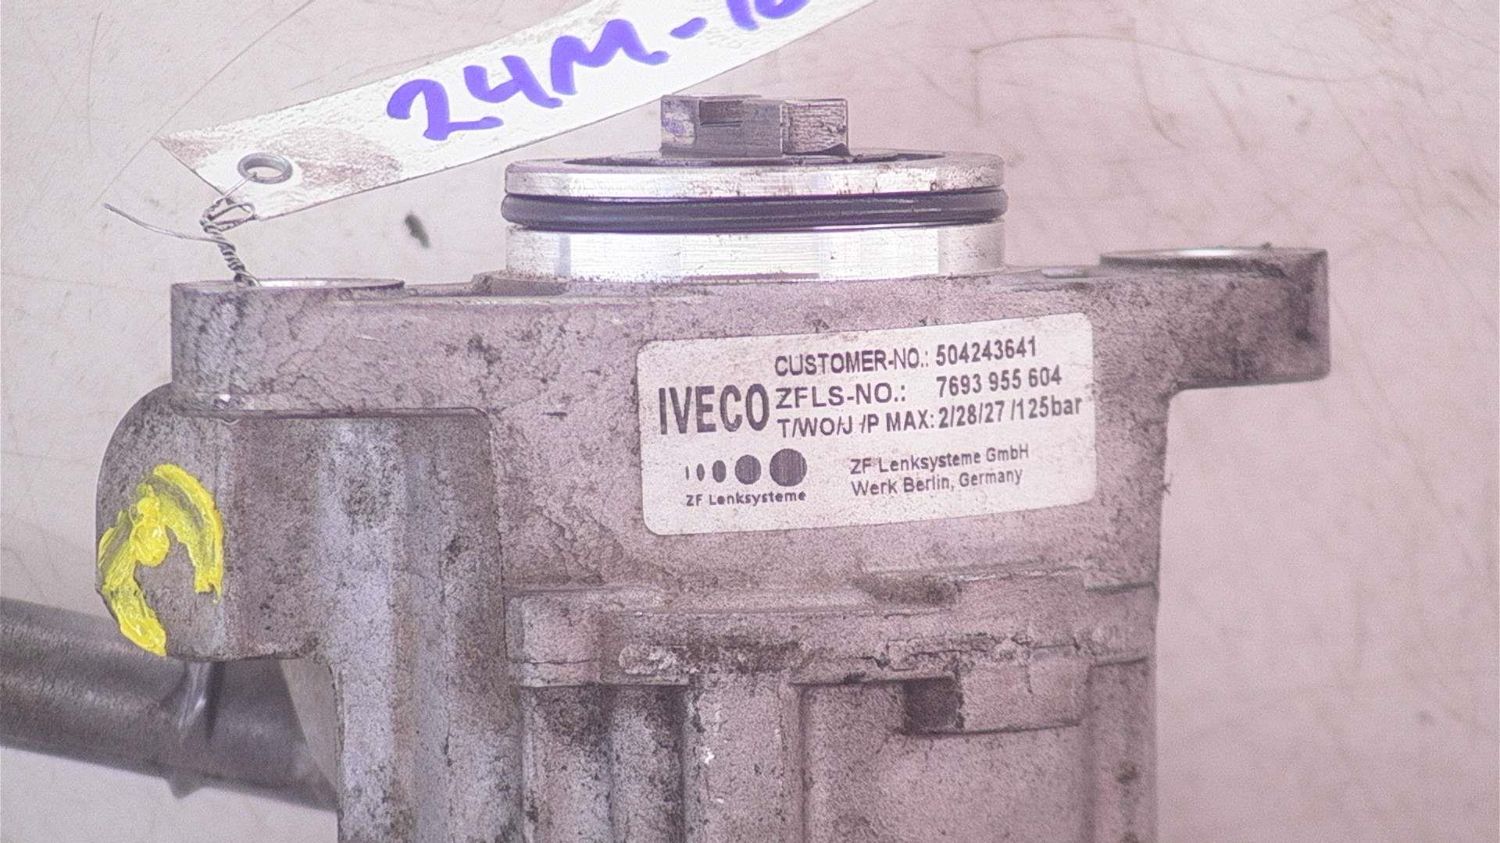 24M-
CUSTOMER-NO.: 504243641
IVECO
ZFLS-NO.: 7693 955 604
T/WO/J /P MAX: 2/28/27 /125bar
ZF Lenksysteme
ZF Lenksysteme GmbH
Werk Berlin, Germany